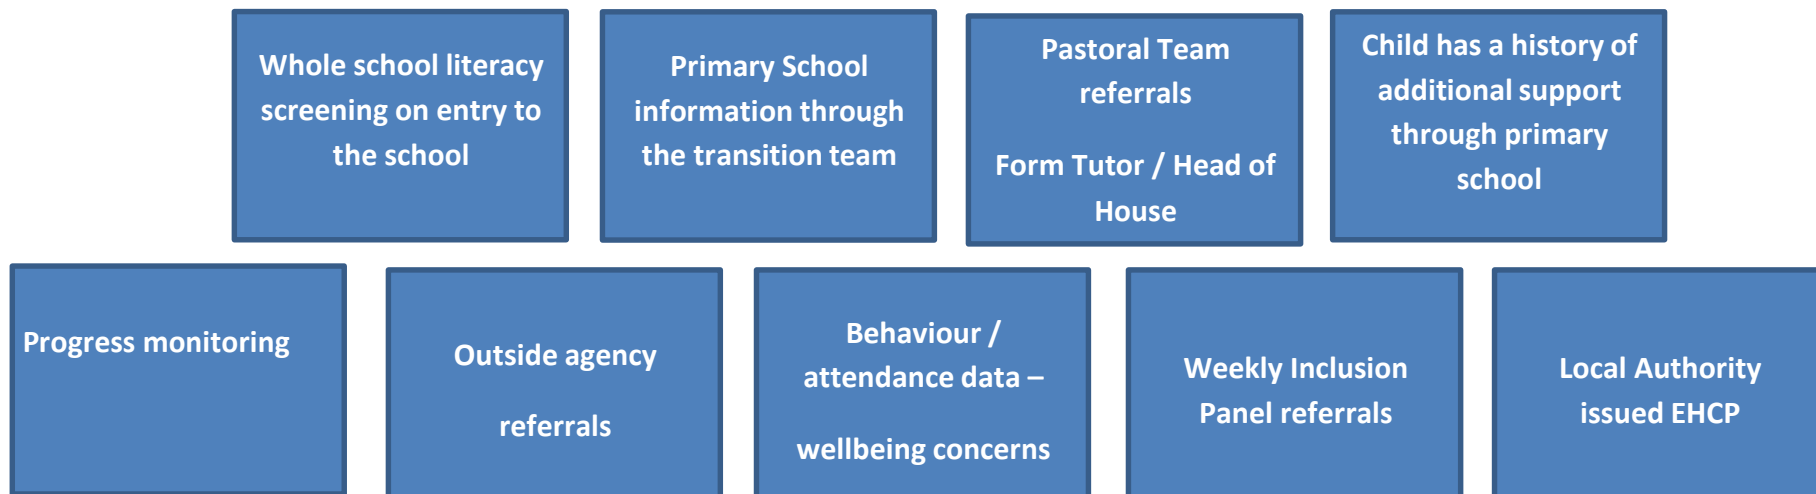 Whole school literacy
screening on entry to
the school
Primary School
information through
the transition team
Pastoral Team
referrals
Form Tutor / Head of
House
Child has a history of
additional support
through primary
school
Progress monitoring
Outside agency
referrals
Behaviour /
attendance data –
wellbeing concerns
Weekly Inclusion
Panel referrals
Local Authority
issued EHCP